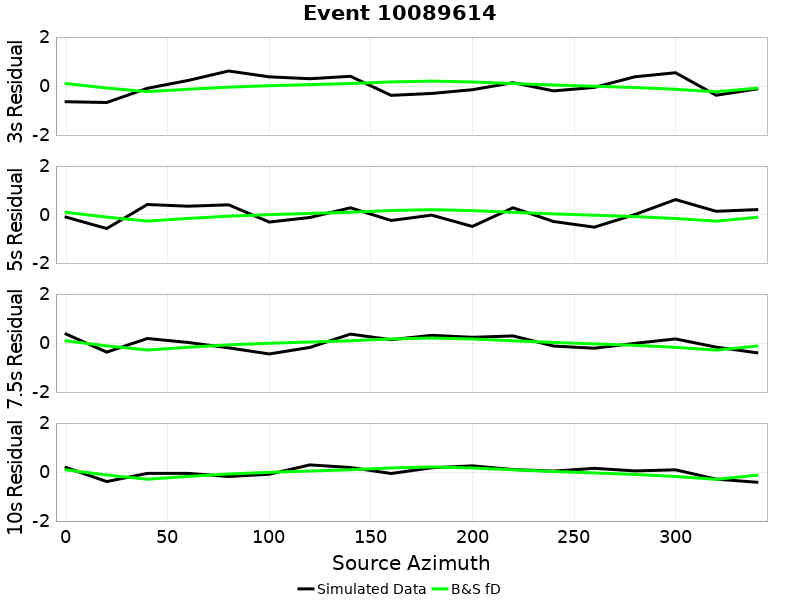 Event 10089614
3s Residual
2
0
-2
5s Residual
2
0
-2
7.5s Residual
2
0
-2
10s Residual
2
0
-2
0 50 100 150 200 250 300
Source Azimuth
Simulated Data B&S fD